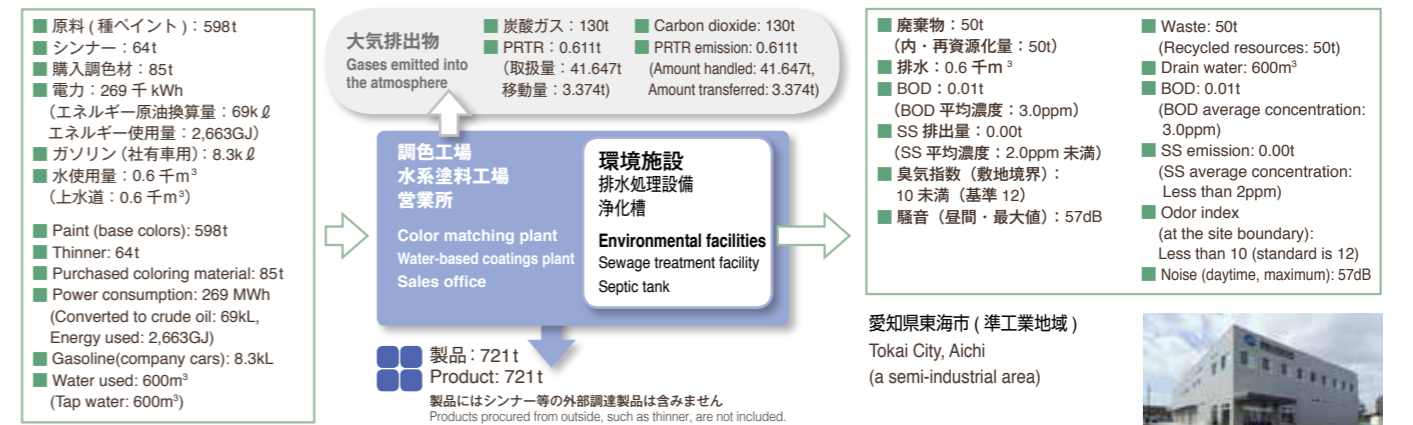 ■ 原料 ( 種ペイント ) : 598t
■ シンナー：64t
■ 購入調色材：85t
■ 電力：269 千 kWh
（エネルギー原油換算量：69kℓ
エネルギー使用量：2,663GJ）
■ ガソリン（社有車用）: 8.3kℓ
■ 水使用量：0.6 千m³
（上水道：0.6 千m³）
■ Paint (base colors): 598t
■ Thinner: 64t
■ Purchased coloring material: 85t
■ Power consumption: 269 MWh
(Converted to crude oil: 69kL,
Energy used: 2,663GJ)
■ Gasoline(company cars): 8.3kL
■ Water used: 600m³
(Tap water: 600m³)
大気排出物
Gases emitted into
the atmosphere
■ 炭酸ガス：130t
■ PRTR：0.611t
（取扱量：41.647t
移動量：3.374t）
■ Carbon dioxide: 130t
■ PRTR emission: 0.611t
(Amount handled: 41.647t,
Amount transferred: 3.374t)
調色工場
水系塗料工場
営業所
Color matching plant
Water-based coatings plant
Sales office
環境施設
排水処理設備
浄化槽
Environmental facilities
Sewage treatment facility
Septic tank
製品：721t
Product: 721t
製品にはシンナー等の外部調達製品は含みません
Products procured from outside, such as thinner, are not included.
■ 廃棄物：50t
（内・再資源化量：50t）
■ 排水：0.6 千m ³
■ BOD：0.01t
（BOD 平均濃度：3.0ppm）
■ SS 排出量：0.00t
（SS 平均濃度：2.0ppm 未満）
■ 臭気指数（敷地境界）：
10 未満（基準 12）
■ 騒音（昼間・最大値）：57dB
■ Waste: 50t
(Recycled resources: 50t)
■ Drain water: 600m³
■ BOD: 0.01t
(BOD average concentration:
3.0ppm)
■ SS emission: 0.00t
(SS average concentration:
Less than 2ppm)
■ Odor index
(at the site boundary):
Less than 10 (standard is 12)
■ Noise (daytime, maximum): 57dB
愛知県東海市 ( 準工業地域 )
Tokai City, Aichi
(a semi-industrial area)